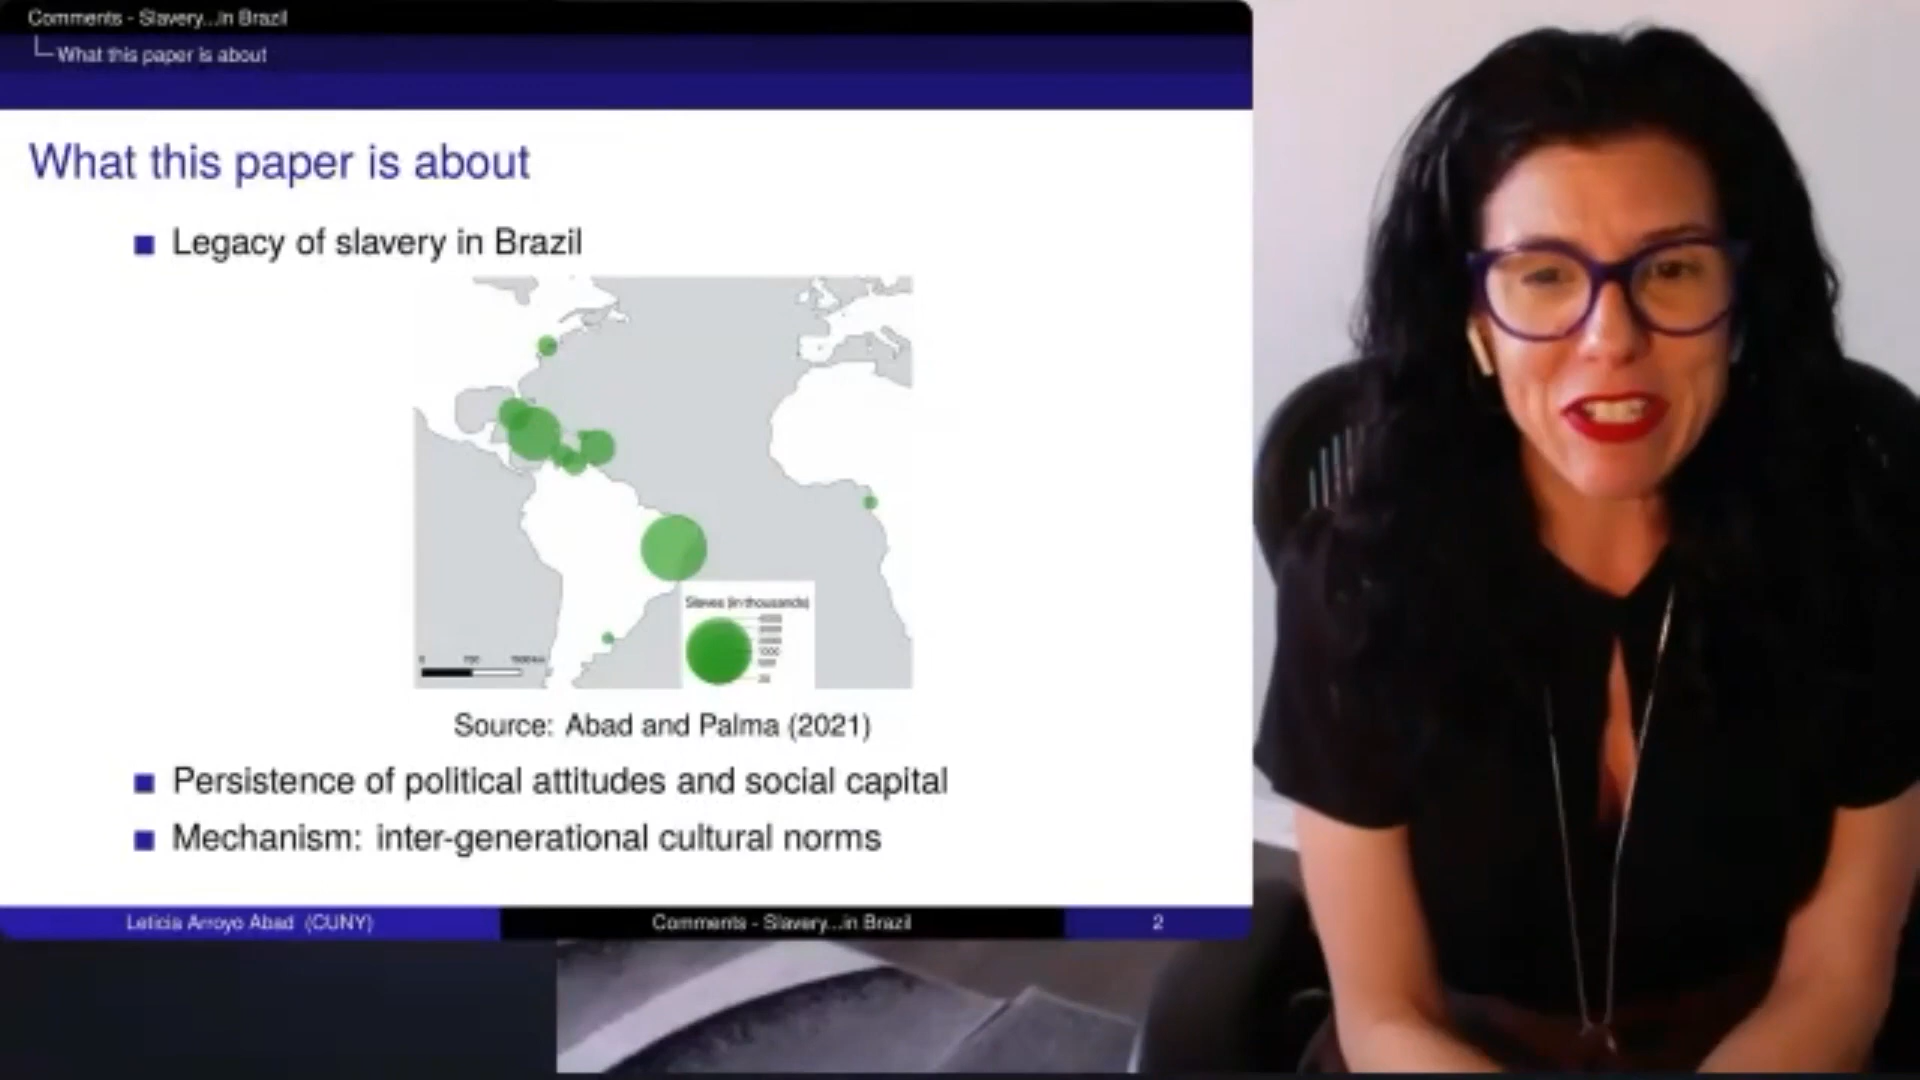 Comments - Slavery...in Brazil
What this paper is about
What this paper is about
Legacy of slavery in Brazil
Slaves (in thousands)
1000
0
Source: Abad and Palma (2021)
Persistence of political attitudes and social capital
Mechanism: inter-generational cultural norms
Leticia Arroyo Abad (CUNY)
Comments - Slavery...in Brazil
2